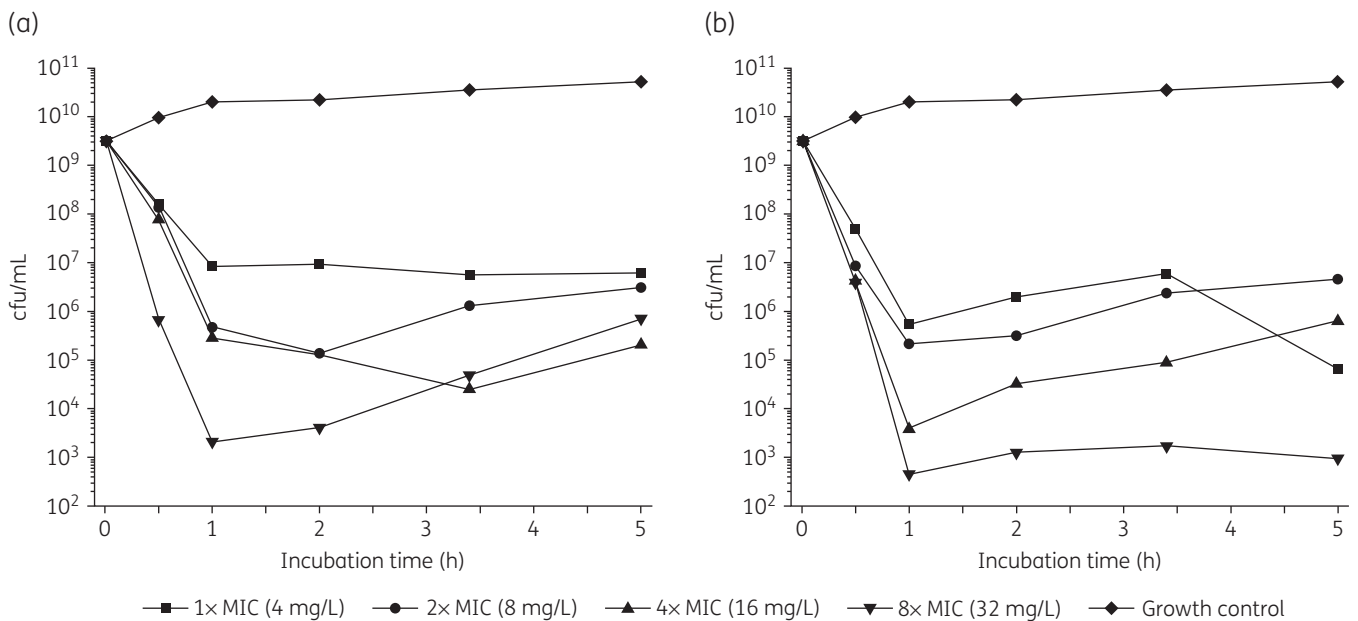 (a)
10¹¹
10¹⁰
10⁹
10⁸
10⁷
10⁶
10⁵
10⁴
10³
10²
cfu/mL
0 1 2 3 4 5
Incubation time (h)
(b)
10¹¹
10¹⁰
10⁹
10⁸
10⁷
10⁶
10⁵
10⁴
10³
10²
cfu/mL
0 1 2 3 4 5
Incubation time (h)
1× MIC (4 mg/L) 2× MIC (8 mg/L) 4× MIC (16 mg/L) 8× MIC (32 mg/L) Growth control